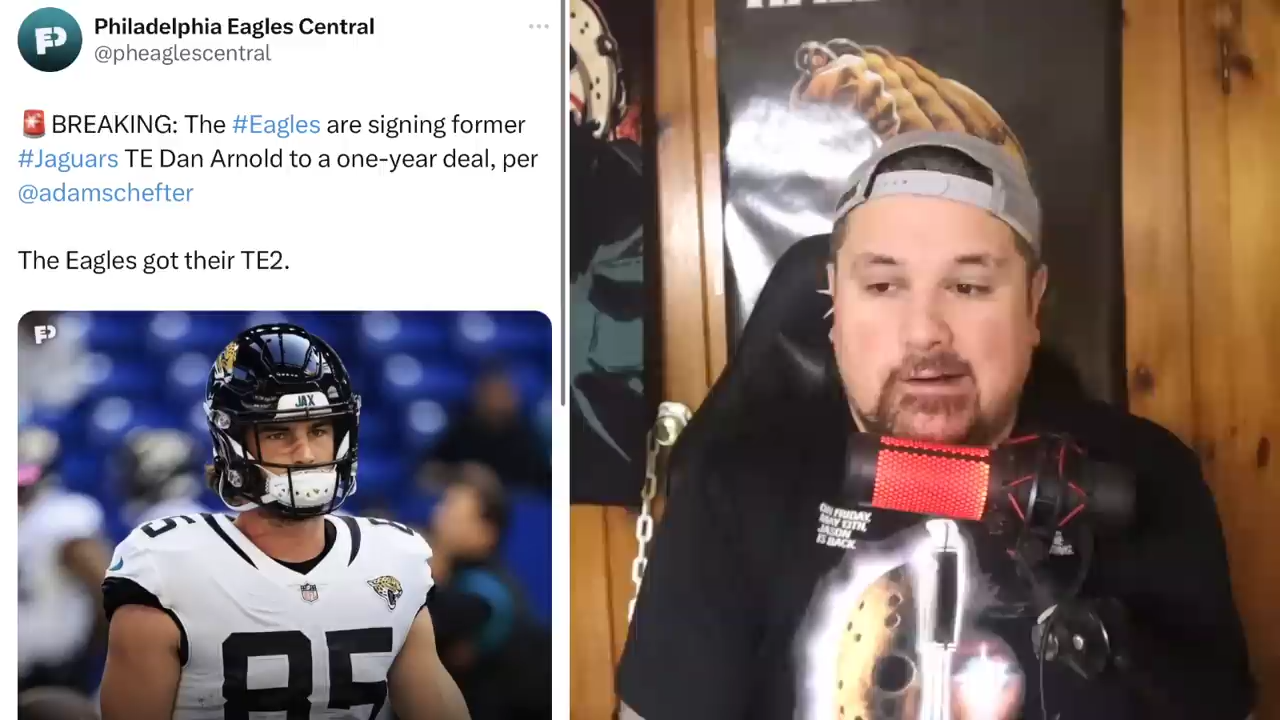 Philadelphia Eagles Central
@pheaglescentral
BREAKING: The #Eagles are signing former
#Jaguars TE Dan Arnold to a one-year deal, per
@adamschefter
The Eagles got their TE2.
JAX
85
85
ON FRIDAY,
MAY 13TH,
JASON
IS BACK.